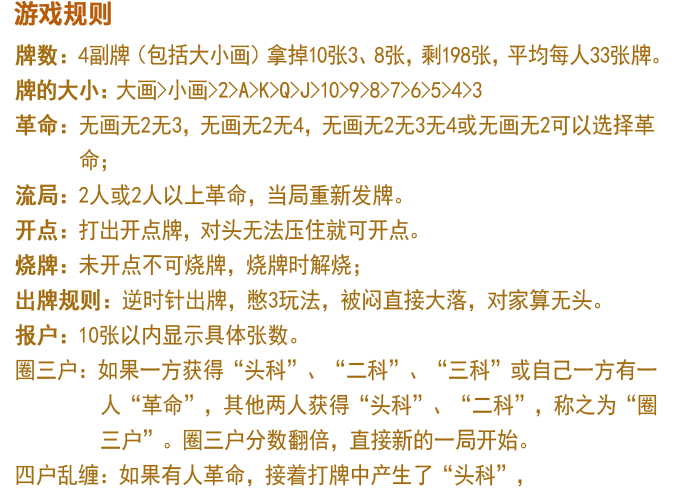 游戏规则
牌数：4副牌（包括大小画）拿掉10张3、8张，剩198张，平均每人33张牌。
牌的大小：大画>小画>2>A>K>Q>J>10>9>8>7>6>5>4>3
革命：无画无2无3，无画无2无4，无画无2无3无4或无画无2可以选择革
命；
流局：2人或2人以上革命，当局重新发牌。
开点：打出开点牌，对头无法压住就可开点。
烧牌：未开点不可烧牌，烧牌时解烧；
出牌规则：逆时针出牌，憋3玩法，被闷直接大落，对家算无头。
报户：10张以内显示具体张数。
圈三户：如果一方获得“头科”、“二科”、“三科”或自己一方有一
人“革命”，其他两人获得“头科”、“二科”，称之为“圈
三户”。圈三户分数翻倍，直接新的一局开始。
四户乱缠：如果有人革命，接着打牌中产生了“头科”，